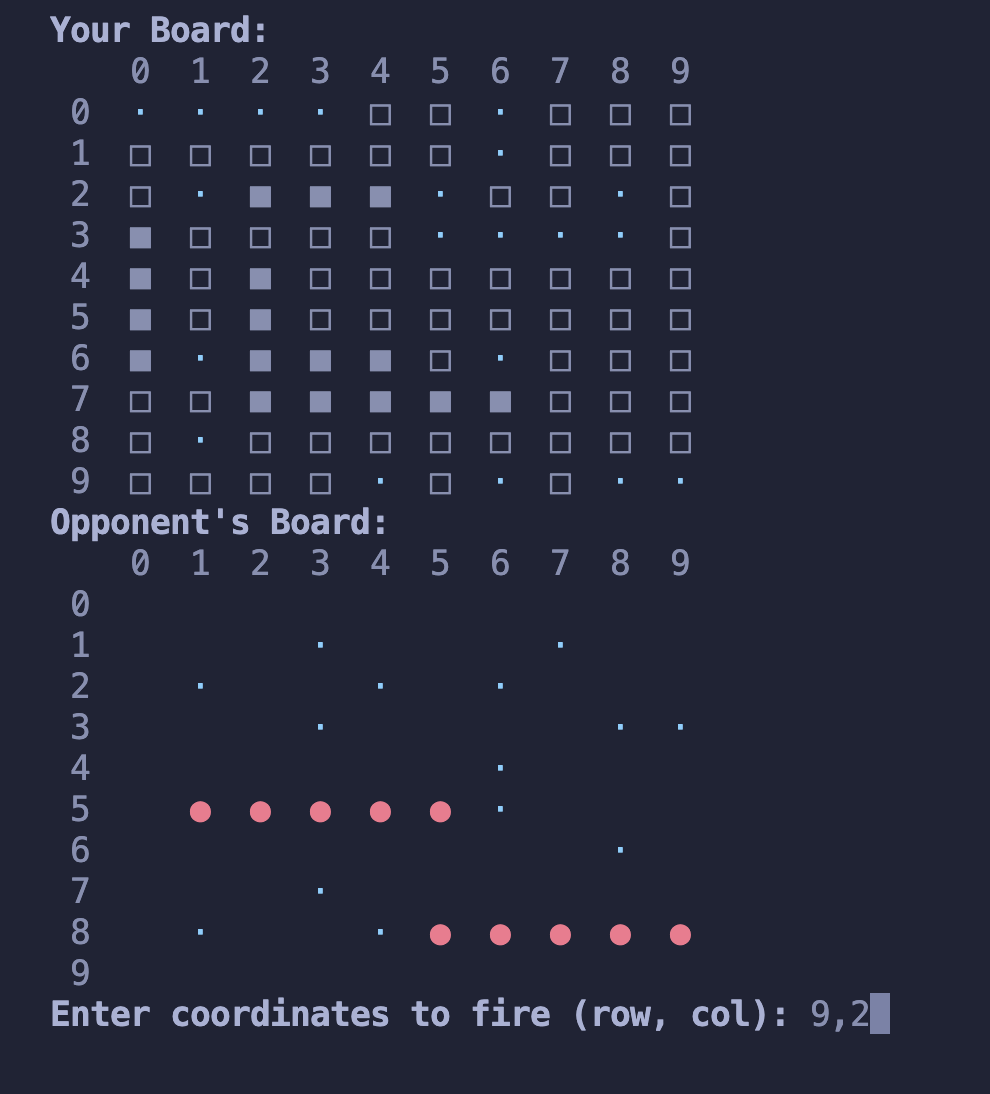 Your Board:
0 1 2 3 4 5 6 7 8 9
0 · · · · □ □ · □ □ □
1 □ □ □ □ □ □ · □ □ □
2 □ · ■ ■ ■ · □ □ · □
3 ■ □ □ □ □ · · · · □
4 ■ □ ■ □ □ □ □ □ □ □
5 ■ □ ■ □ □ □ □ □ □ □
6 ■ · ■ ■ ■ □ · □ □ □
7 □ □ ■ ■ ■ ■ ■ □ □ □
8 □ · □ □ □ □ □ □ □ □
9 □ □ □ □ · □ · □ · ·
Opponent's Board:
0 1 2 3 4 5 6 7 8 9
0
1 · ·
2 · · ·
3 · · ·
4 ·
5 ● ● ● ● ● ·
6 ·
7 ·
8 · · ● ● ● ● ●
9
Enter coordinates to fire (row, col): 9,2